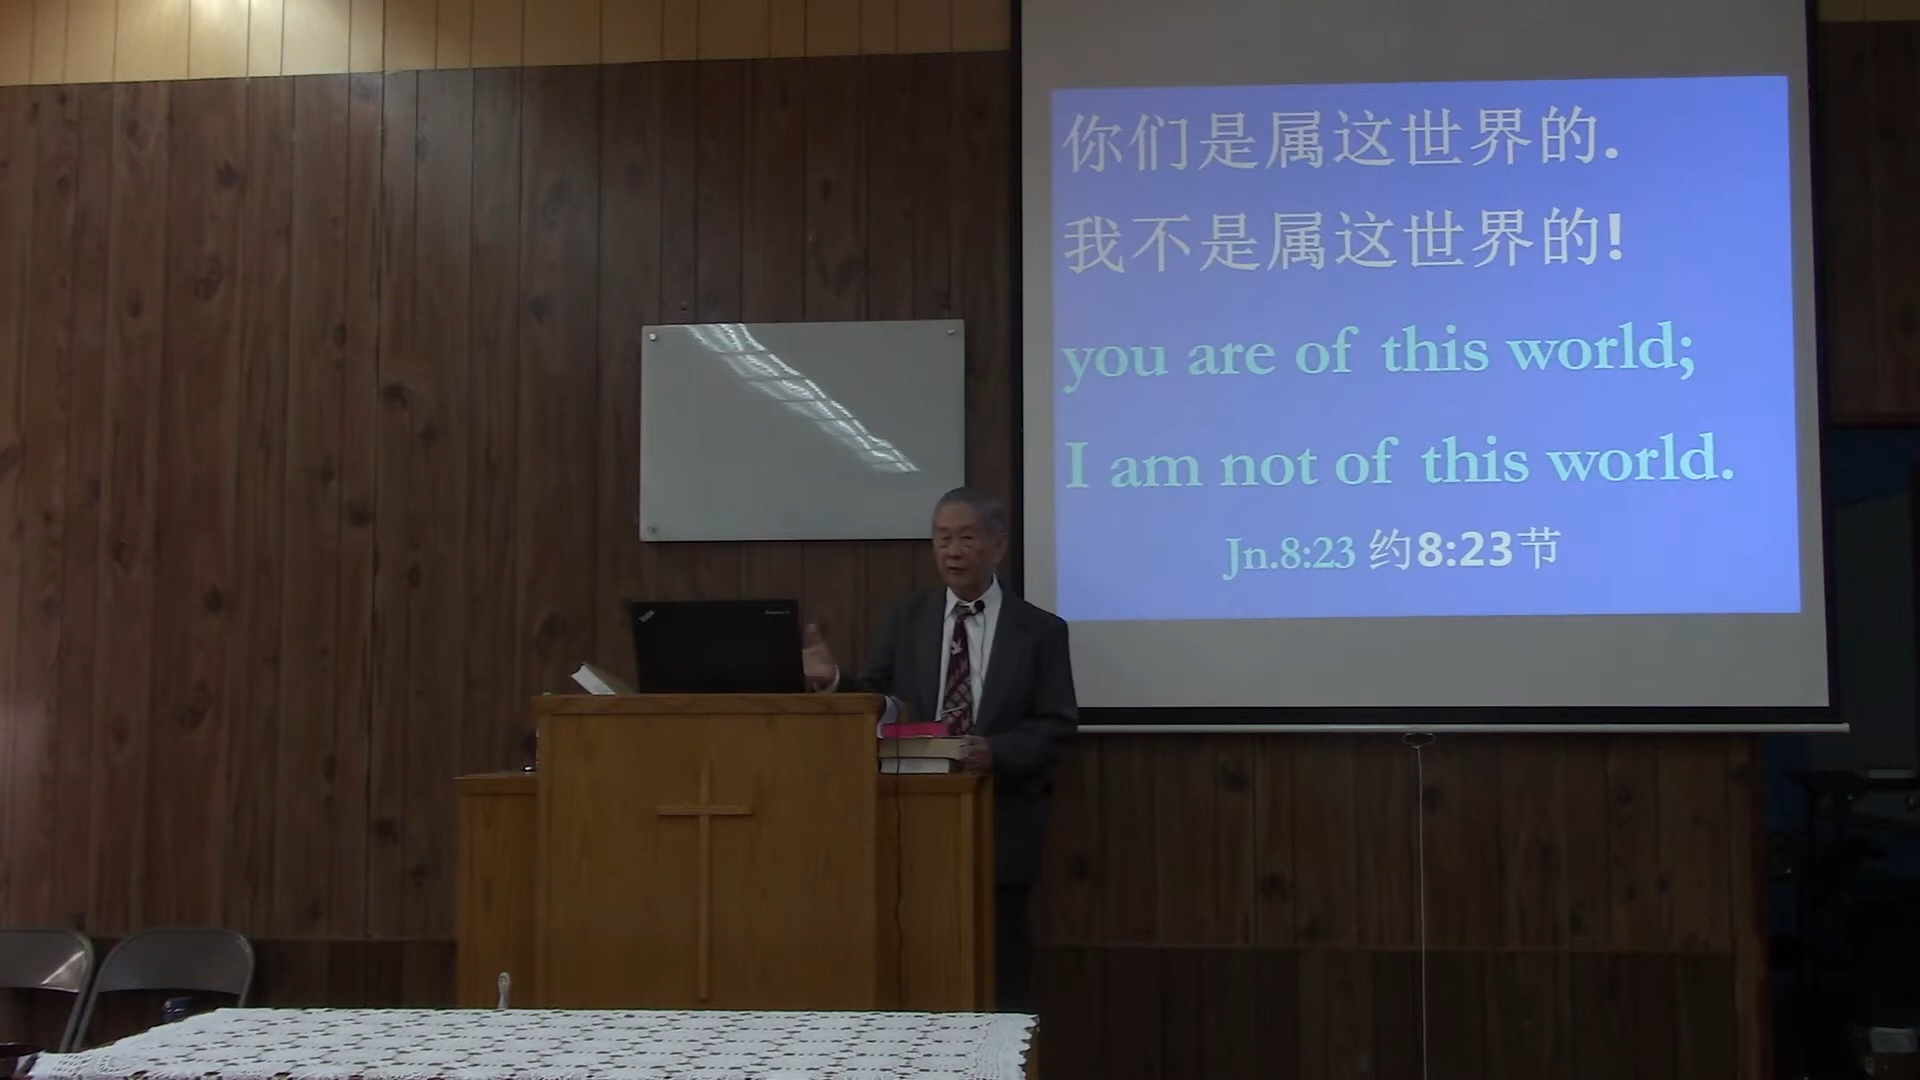 你们是属这世界的.
我不是属这世界的!
you are of this world;
I am not of this world.
Jn.8:23 约8:23节